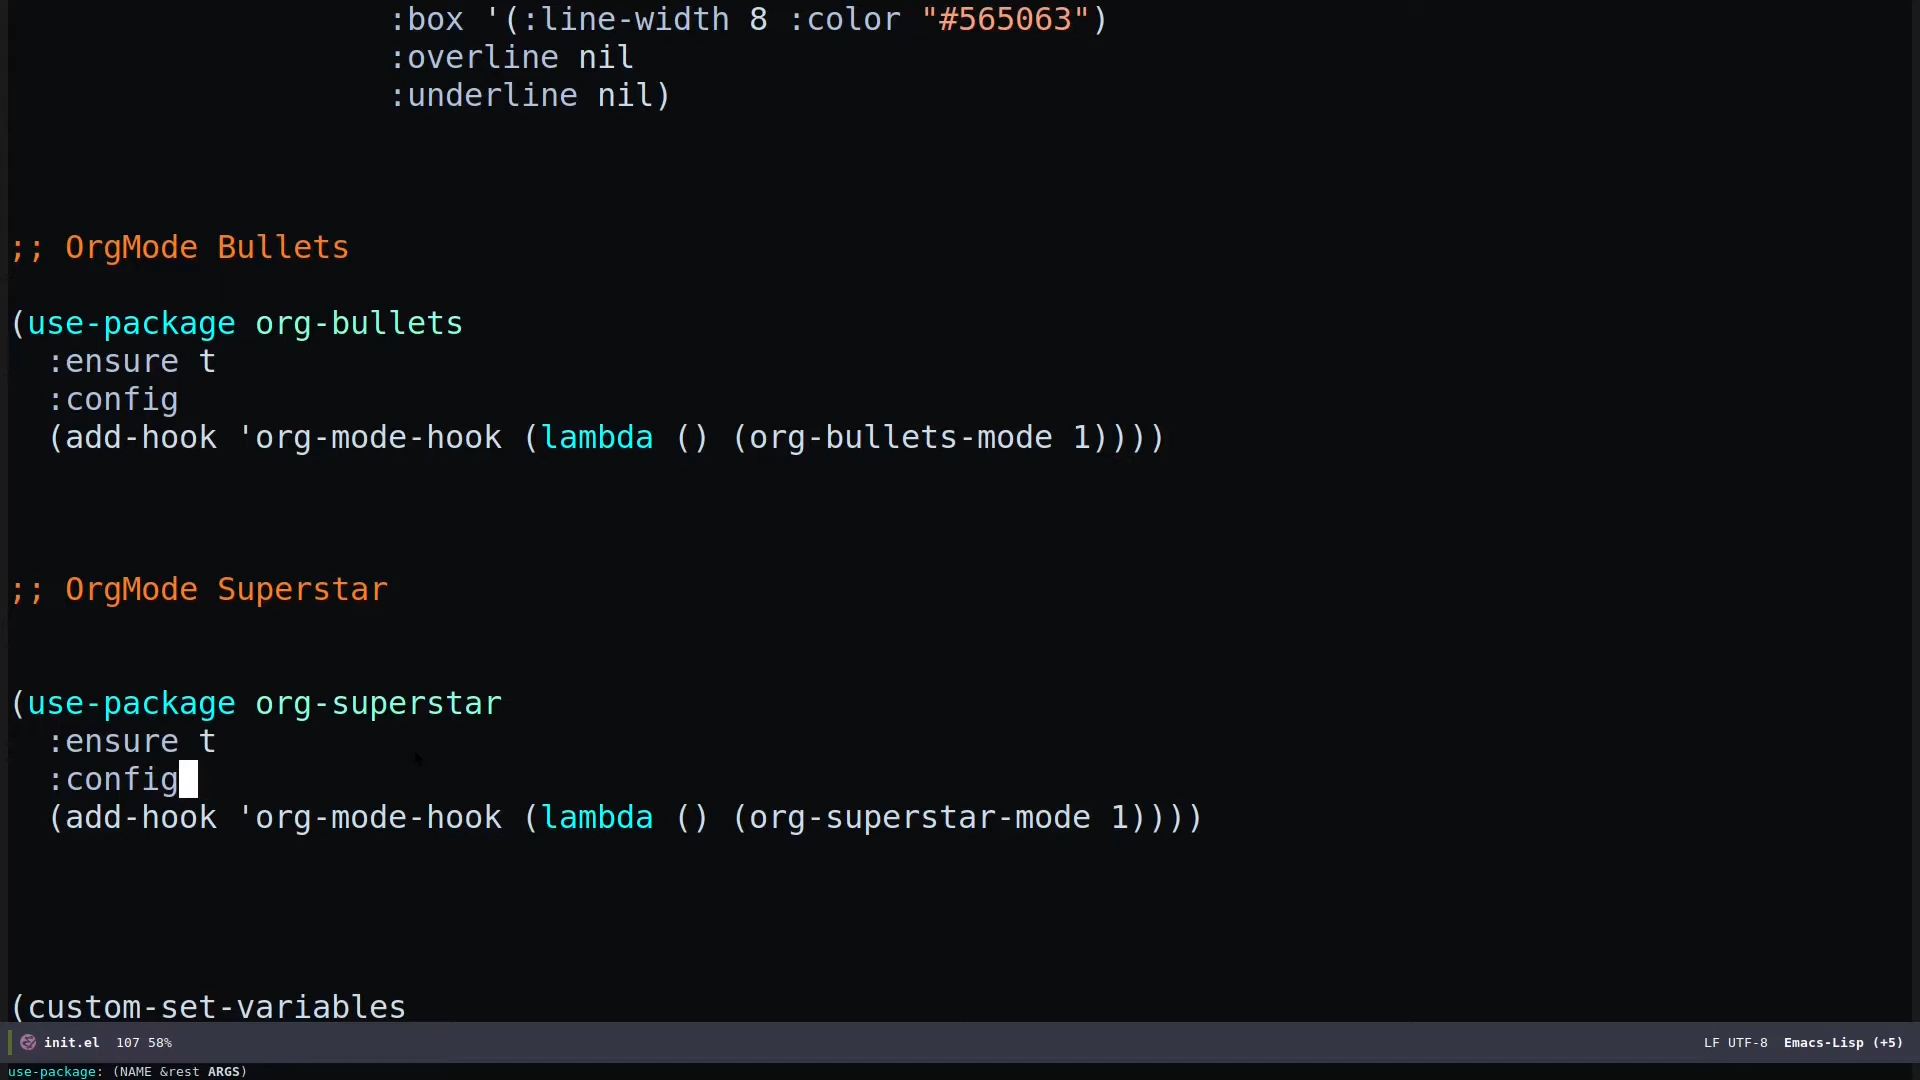 :box '(:line-width 8 :color "#565063")
:overline nil
:underline nil)
;; OrgMode Bullets
(use-package org-bullets
:ensure t
:config
(add-hook 'org-mode-hook (lambda () (org-bullets-mode 1))))
;; OrgMode Superstar
(use-package org-superstar
:ensure t
:config
(add-hook 'org-mode-hook (lambda () (org-superstar-mode 1))))
(custom-set-variables
init.el 107 58% LF UTF-8 Emacs-Lisp (+5)
use-package: (NAME &rest ARGS)